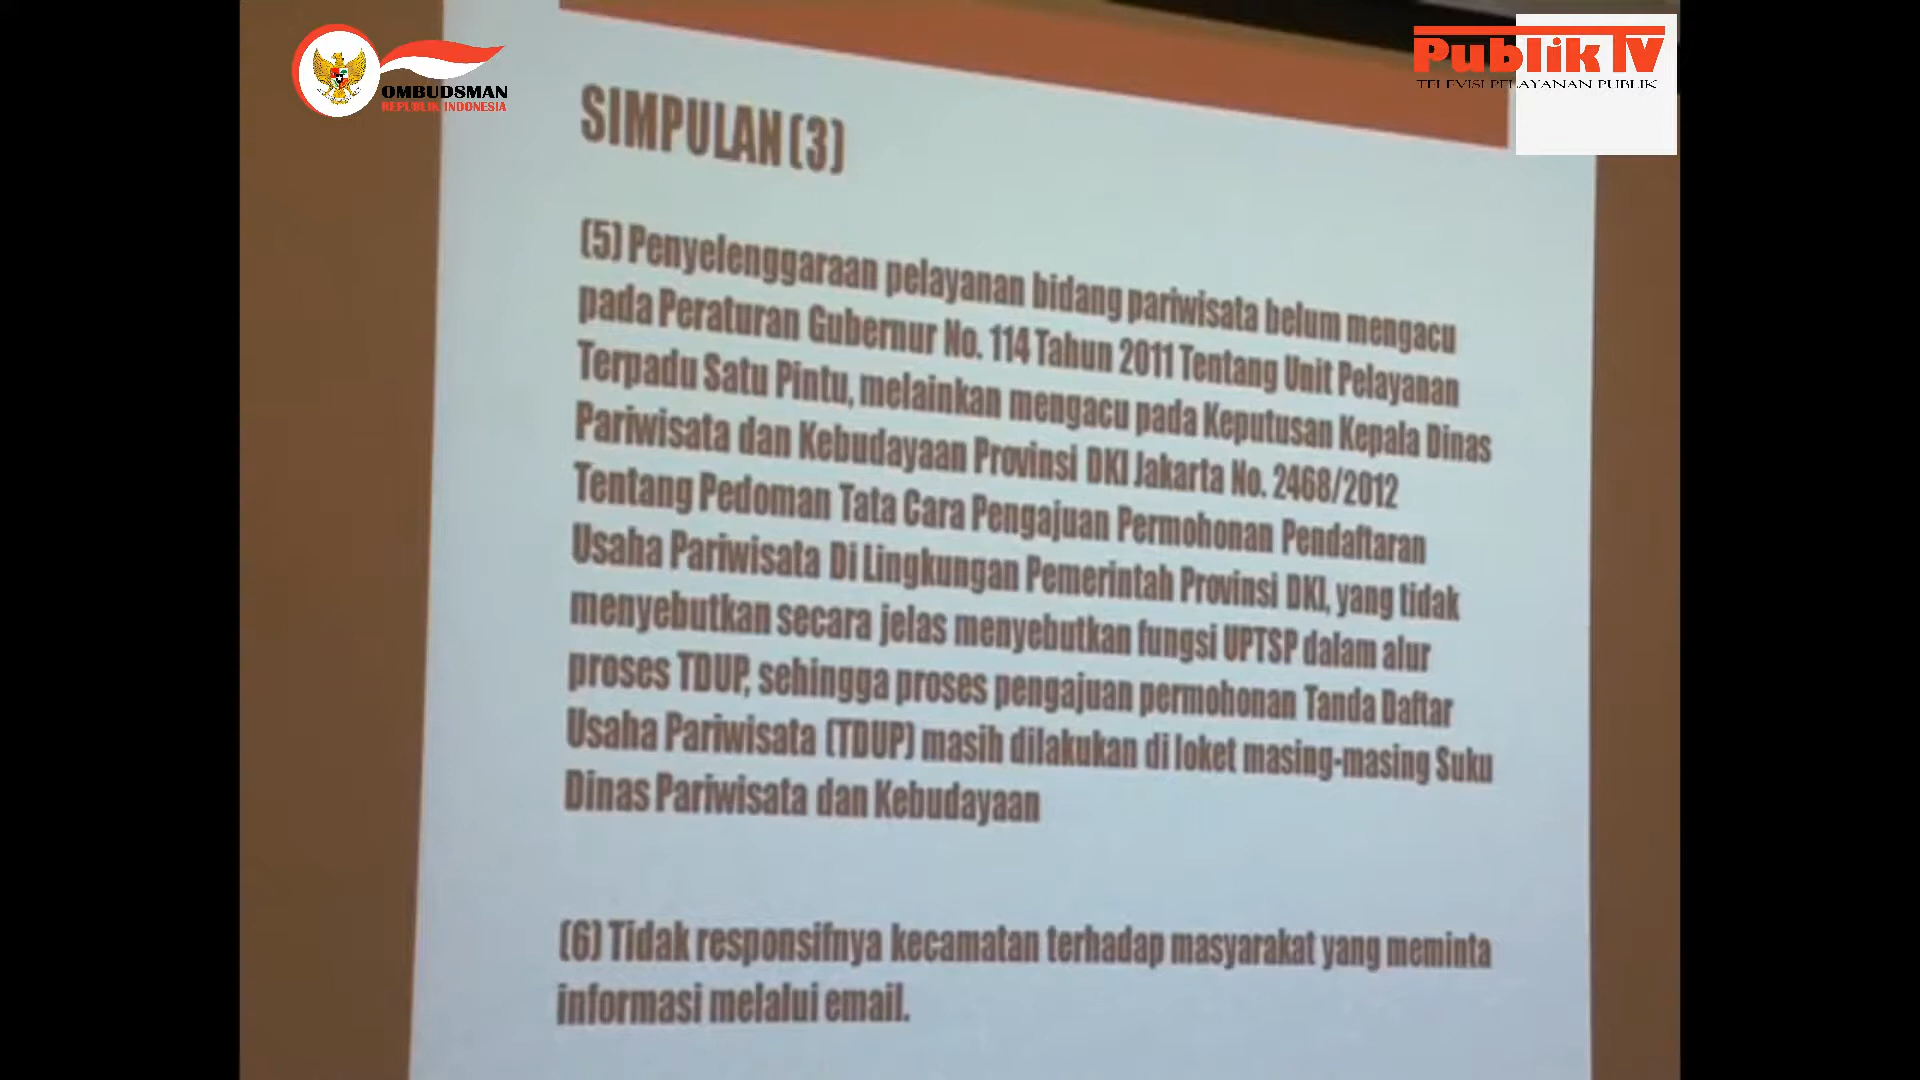 OMBUDSMAN
REPUBLIK INDONESIA
Publik TV
TELEVISI PELAYANAN PUBLIK
SIMPULAN (3)
(5) Penyelenggaraan pelayanan bidang pariwisata belum mengacu
pada Peraturan Gubernur No. 114 Tahun 2011 Tentang Unit Pelayanan
Terpadu Satu Pintu, melainkan mengacu pada Keputusan Kepala Dinas
Pariwisata dan Kebudayaan Provinsi DKI Jakarta No. 2468/2012
Tentang Pedoman Tata Cara Pengajuan Permohonan Pendaftaran
Usaha Pariwisata Di Lingkungan Pemerintah Provinsi DKI, yang tidak
menyebutkan secara jelas menyebutkan fungsi UPTSP dalam alur
proses TDUP, sehingga proses pengajuan permohonan Tanda Daftar
Usaha Pariwisata (TDUP) masih dilakukan di loket masing-masing Suku
Dinas Pariwisata dan Kebudayaan
(6) Tidak responsifnya kecamatan terhadap masyarakat yang meminta
informasi melalui email.